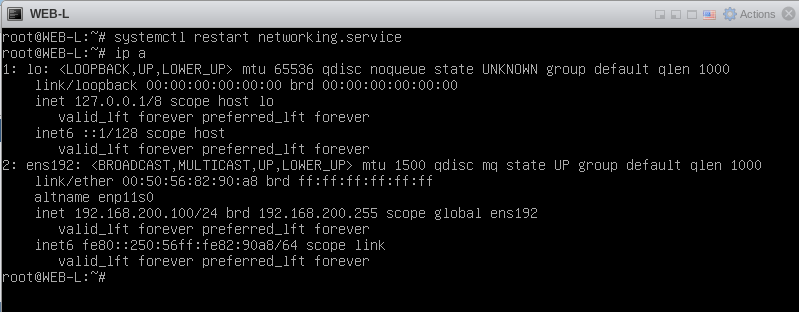 WEB-L
Actions
root@WEB-L:~# systemctl restart networking.service
root@WEB-L:~# ip a
1: lo: <LOOPBACK,UP,LOWER_UP> mtu 65536 qdisc noqueue state UNKNOWN group default qlen 1000
    link/loopback 00:00:00:00:00:00 brd 00:00:00:00:00:00
    inet 127.0.0.1/8 scope host lo
       valid_lft forever preferred_lft forever
    inet6 ::1/128 scope host
       valid_lft forever preferred_lft forever
2: ens192: <BROADCAST,MULTICAST,UP,LOWER_UP> mtu 1500 qdisc mq state UP group default qlen 1000
    link/ether 00:50:56:82:90:a8 brd ff:ff:ff:ff:ff:ff
    altname enp11s0
    inet 192.168.200.100/24 brd 192.168.200.255 scope global ens192
       valid_lft forever preferred_lft forever
    inet6 fe80::250:56ff:fe82:90a8/64 scope link
       valid_lft forever preferred_lft forever
root@WEB-L:~#